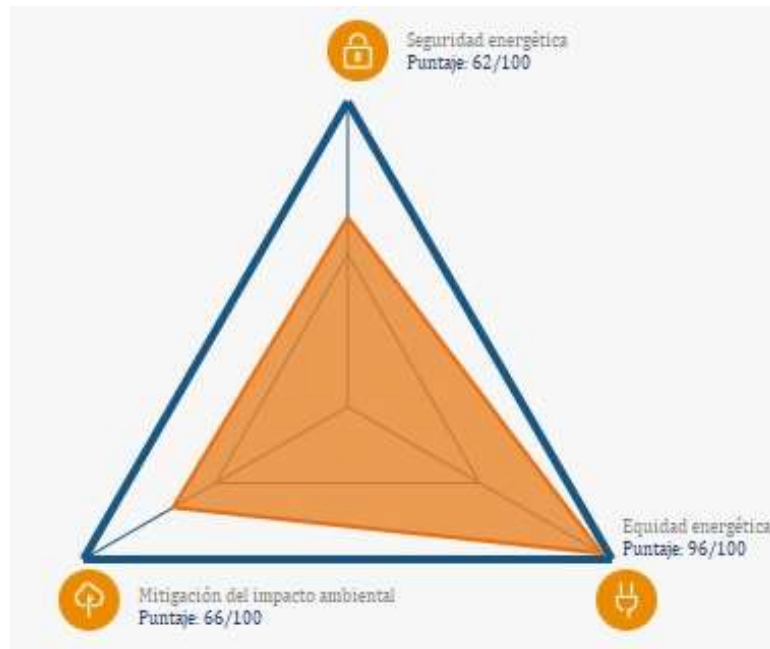 Seguridad energética
Puntaje: 62/100
Equidad energética
Puntaje: 96/100
Mitigación del impacto ambiental
Puntaje: 66/100